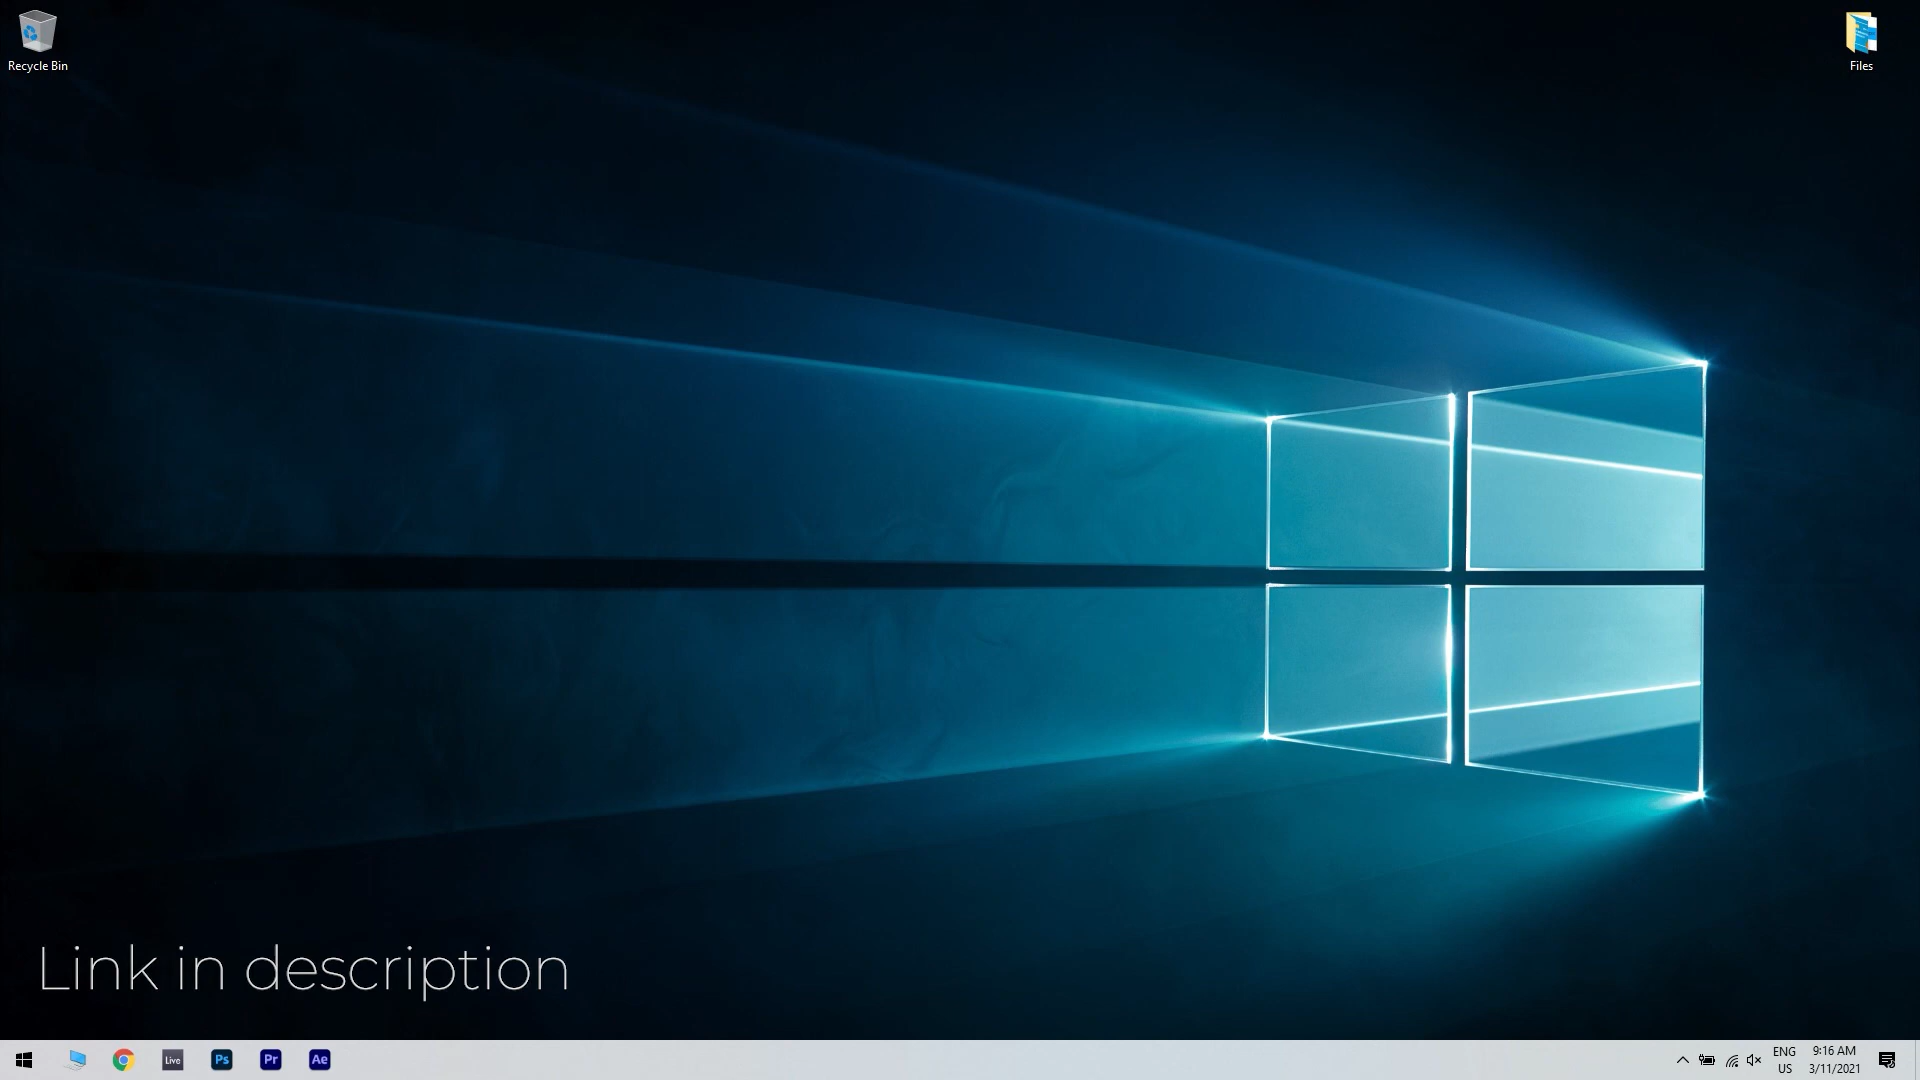 Recycle Bin
Files
Link in description
Live
Ps
Pr
Ae
ENG
US
9:16 AM
3/11/2021